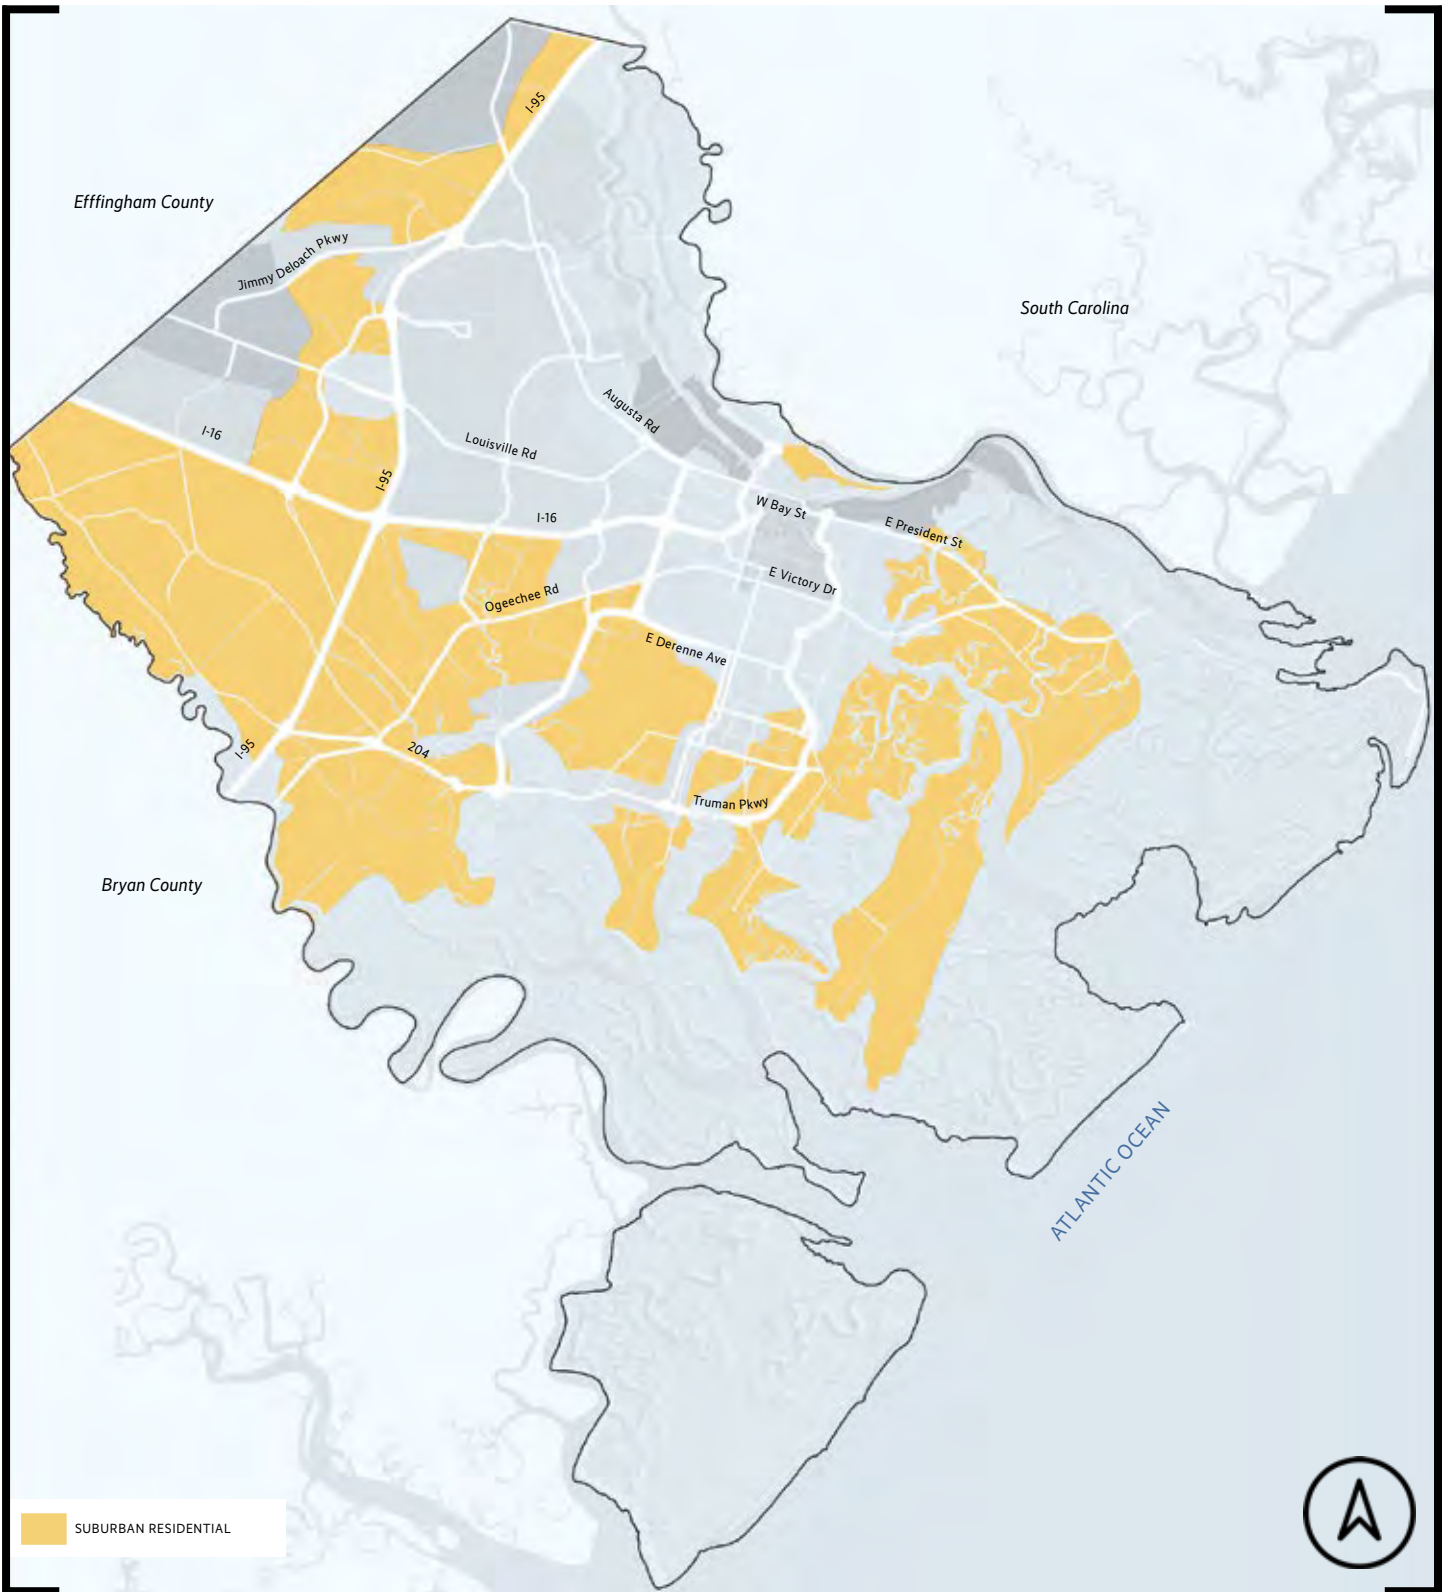 I-95
Efffingham County
Jimmy Deloach Pkwy
South Carolina
Augusta Rd
I-16
Louisville Rd
I-95
W Bay St
I-16
E President St
E Victory Dr
Ogeechee Rd
E Derenne Ave
I-95
204
Truman Pkwy
Bryan County
ATLANTIC OCEAN
SUBURBAN RESIDENTIAL